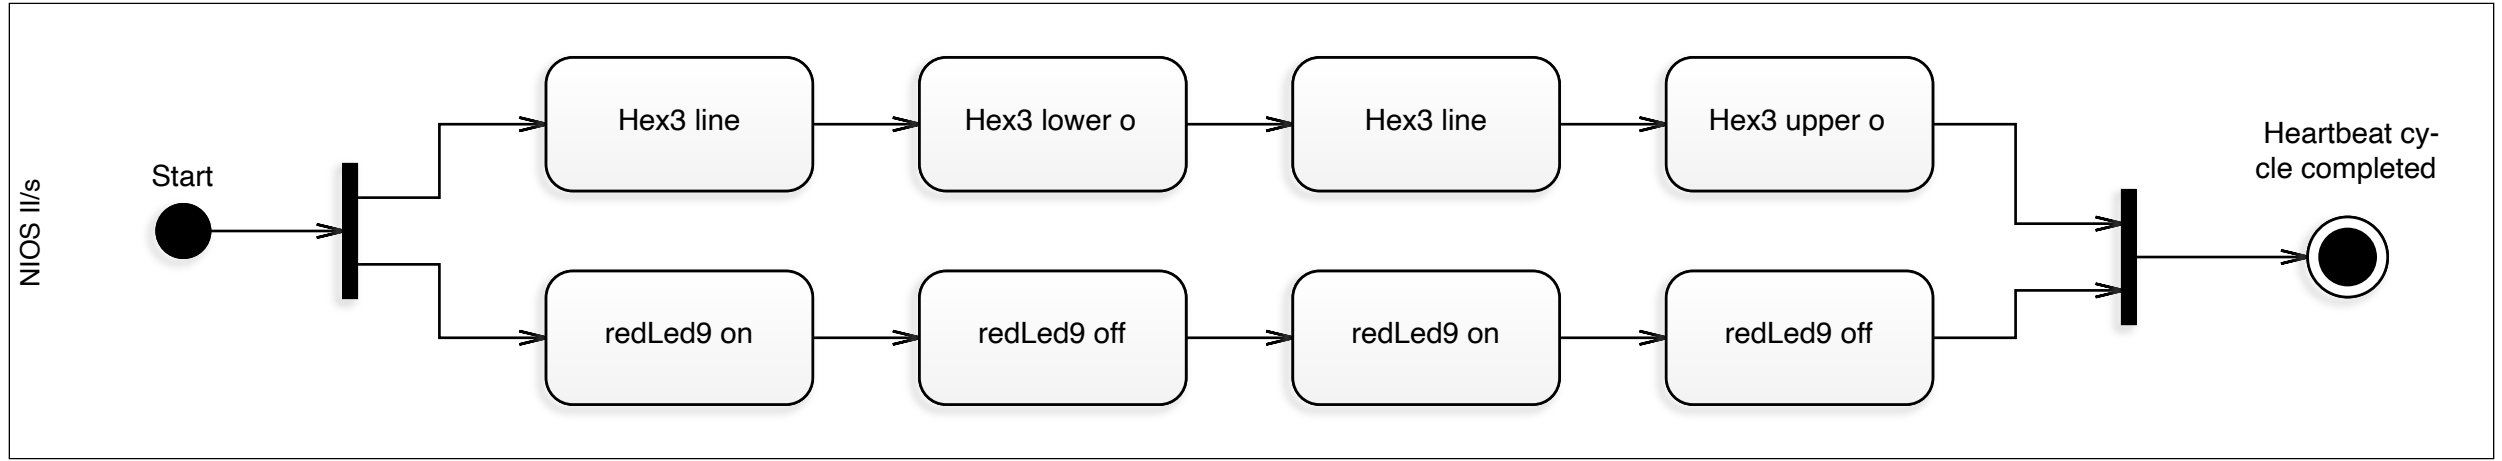 NIOS II/s
Start
Hex3 line
Hex3 lower o
Hex3 line
Hex3 upper o
redLed9 on
redLed9 off
redLed9 on
redLed9 off
Heartbeat cy-
cle completed